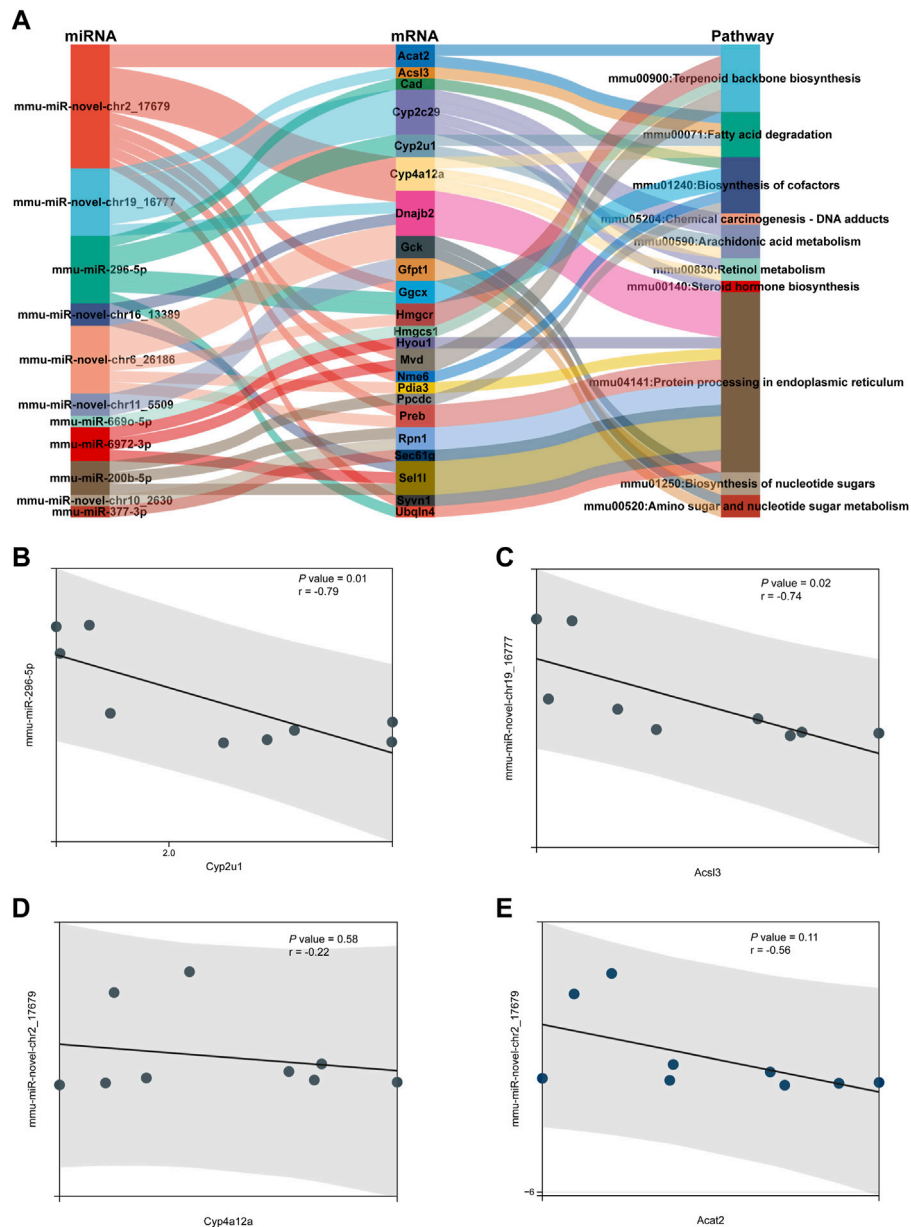 A
miRNA mRNA Pathway
mmu-miR-novel-chr2_17679
mmu-miR-novel-chr19_16777
mmu-miR-296-5p
mmu-miR-novel-chr16_13389
mmu-miR-novel-chr6_26186
mmu-miR-novel-chr11_5509
mmu-miR-669o-5p
mmu-miR-6972-3p
mmu-miR-200b-5p
mmu-miR-novel-chr10_2630
mmu-miR-377-3p
Acat2
Acsl3
Cad
Cyp2c29
Cyp2u1
Cyp4a12a
Dnajb2
Gck
Gfpt1
Ggcx
Hmgcr
Hmgcs1
Hyou1
Mvd
Nme6
Pdia3
Ppcdc
Preb
Rpn1
Sec61g
Sel1l
Syvn1
Ubqln4
mmu00900:Terpenoid backbone biosynthesis
mmu00071:Fatty acid degradation
mmu01240:Biosynthesis of cofactors
mmu05204:Chemical carcinogenesis - DNA adducts
mmu00590:Arachidonic acid metabolism
mmu00830:Retinol metabolism
mmu00140:Steroid hormone biosynthesis
mmu04141:Protein processing in endoplasmic reticulum
mmu01250:Biosynthesis of nucleotide sugars
mmu00520:Amino sugar and nucleotide sugar metabolism
B
P value = 0.01
r = -0.79
mmu-miR-296-5p
2.0
Cyp2u1
C
P value = 0.02
r = -0.74
mmu-miR-novel-chr19_16777
Acsl3
D
P value = 0.58
r = -0.22
mmu-miR-novel-chr2_17679
Cyp4a12a
E
P value = 0.11
r = -0.56
mmu-miR-novel-chr2_17679
−6
Acat2